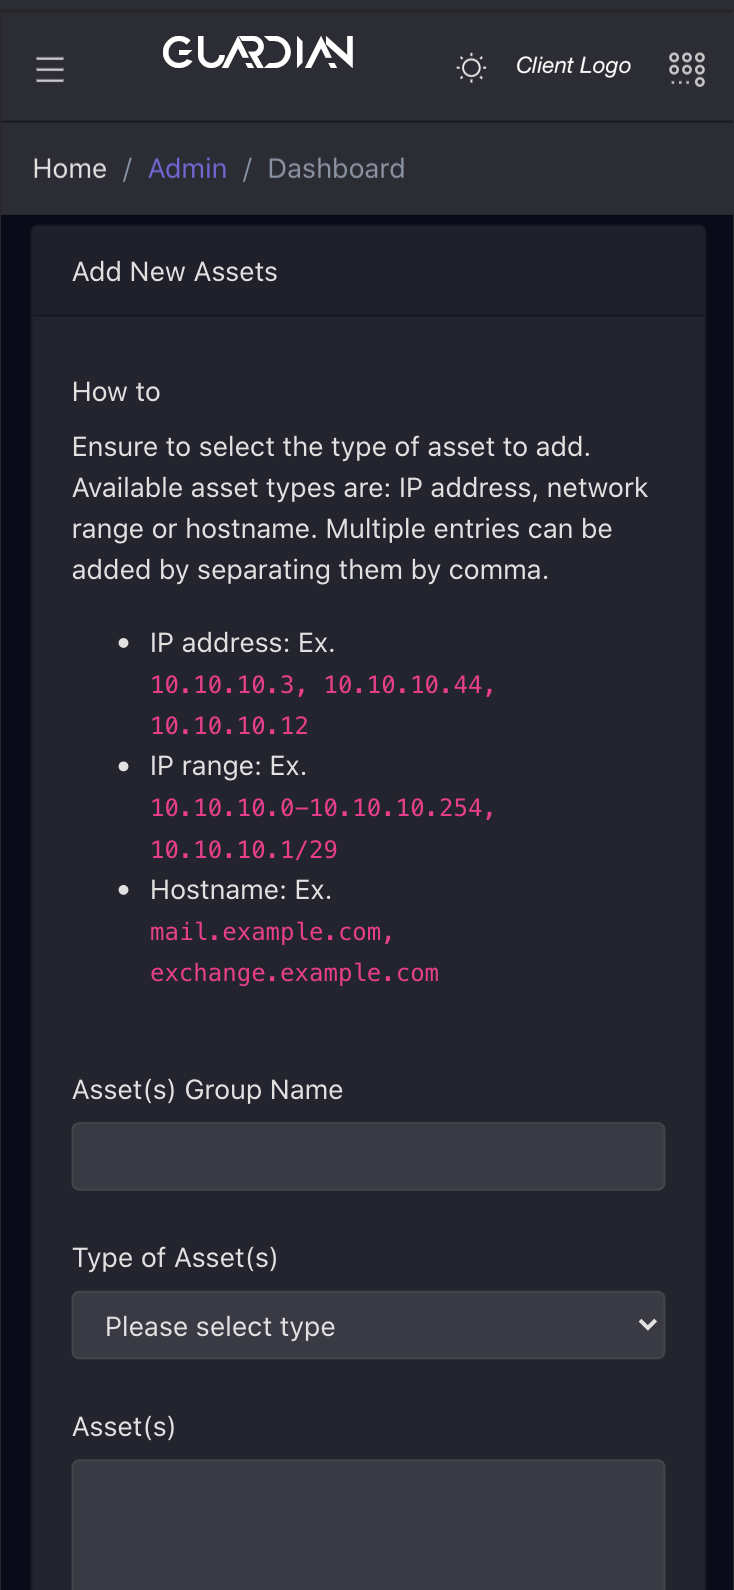 GUARDIAN
Client Logo
Home / Admin / Dashboard
Add New Assets
How to
Ensure to select the type of asset to add.
Available asset types are: IP address, network
range or hostname. Multiple entries can be
added by separating them by comma.
• IP address: Ex.
10.10.10.3, 10.10.10.44,
10.10.10.12
• IP range: Ex.
10.10.10.0-10.10.10.254,
10.10.10.1/29
• Hostname: Ex.
mail.example.com,
exchange.example.com
Asset(s) Group Name
Type of Asset(s)
Please select type
Asset(s)